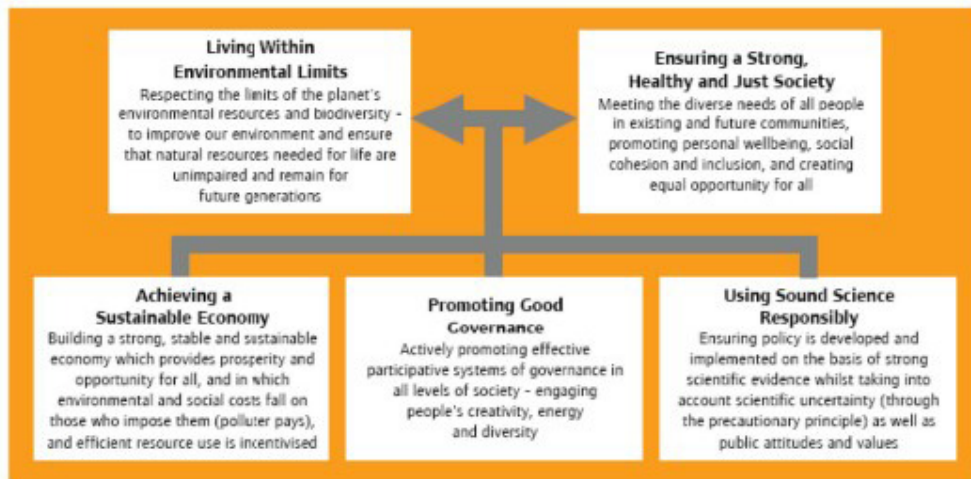 Living Within
Environmental Limits
Respecting the limits of the planet's
environmental resources and biodiversity -
to improve our environment and ensure
that natural resources needed for life are
unimpaired and remain for
future generations
Ensuring a Strong,
Healthy and Just Society
Meeting the diverse needs of all people
in existing and future communities,
promoting personal wellbeing, social
cohesion and inclusion, and creating
equal opportunity for all
Achieving a
Sustainable Economy
Building a strong, stable and sustainable
economy which provides prosperity and
opportunity for all, and in which
environmental and social costs fall on
those who impose them (polluter pays),
and efficient resource use is incentivised
Promoting Good
Governance
Actively promoting effective
participative systems of governance in
all levels of society - engaging
people's creativity, energy
and diversity
Using Sound Science
Responsibly
Ensuring policy is developed and
implemented on the basis of strong
scientific evidence whilst taking into
account scientific uncertainty (through
the precautionary principle) as well as
public attitudes and values